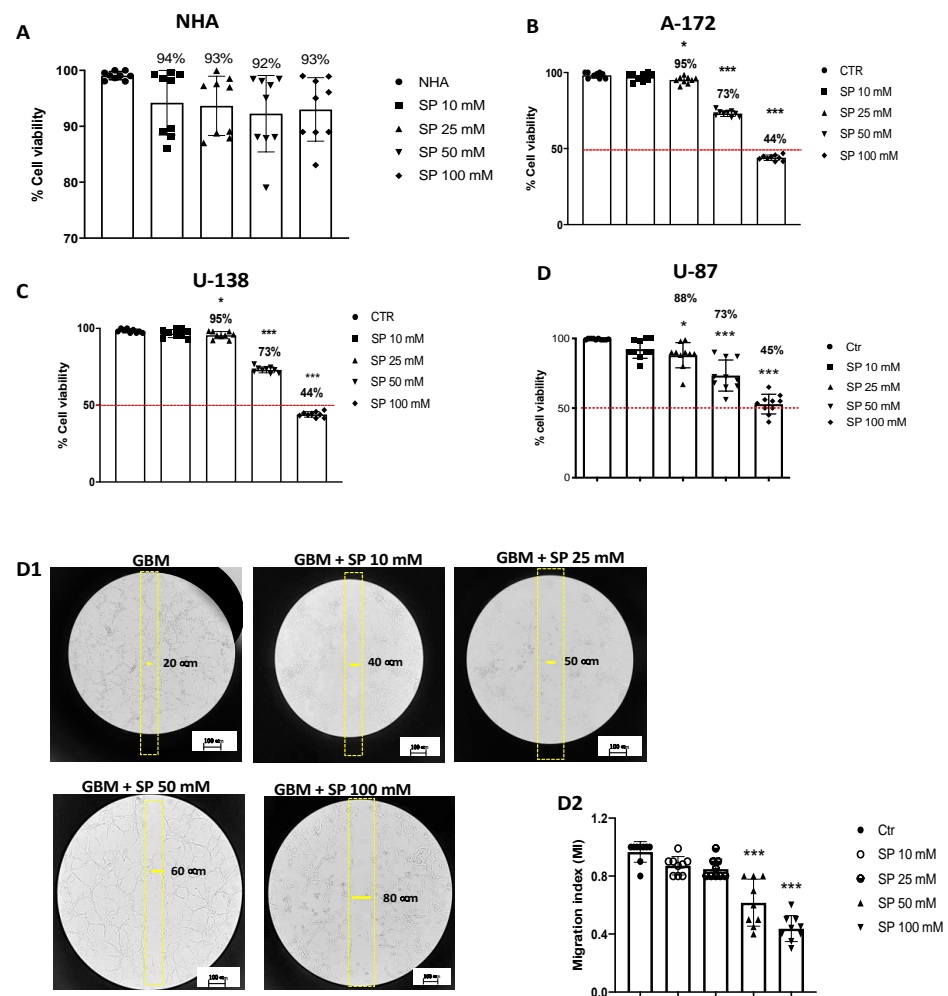 A
NHA
94%
93%
92%
93%
100
90
80
70
% Cell viability
NHA
SP 10 mM
SP 25 mM
SP 50 mM
SP 100 mM
B
A-172
*
95%
***
73%
***
44%
100
50
0
% Cell viability
CTR
SP 10 mM
SP 25 mM
SP 50 mM
SP 100 mM
C
U-138
*
95%
***
73%
***
44%
100
50
0
% Cell viability
CTR
SP 10 mM
SP 25 mM
SP 50 mM
SP 100 mM
D
U-87
88%
*
73%
***
45%
***
100
50
0
% cell viability
Ctr
SP 10 mM
SP 25 mM
SP 50 mM
SP 100 mM
D1
GBM
20 ∝m
100 ∝m
GBM + SP 10 mM
40 ∝m
100 ∝m
GBM + SP 25 mM
50 ∝m
100 ∝m
GBM + SP 50 mM
60 ∝m
100 ∝m
GBM + SP 100 mM
80 ∝m
100 ∝m
D2
1.2
0.8
0.4
0.0
Migration index (MI)
***
***
Ctr
SP 10 mM
SP 25 mM
SP 50 mM
SP 100 mM